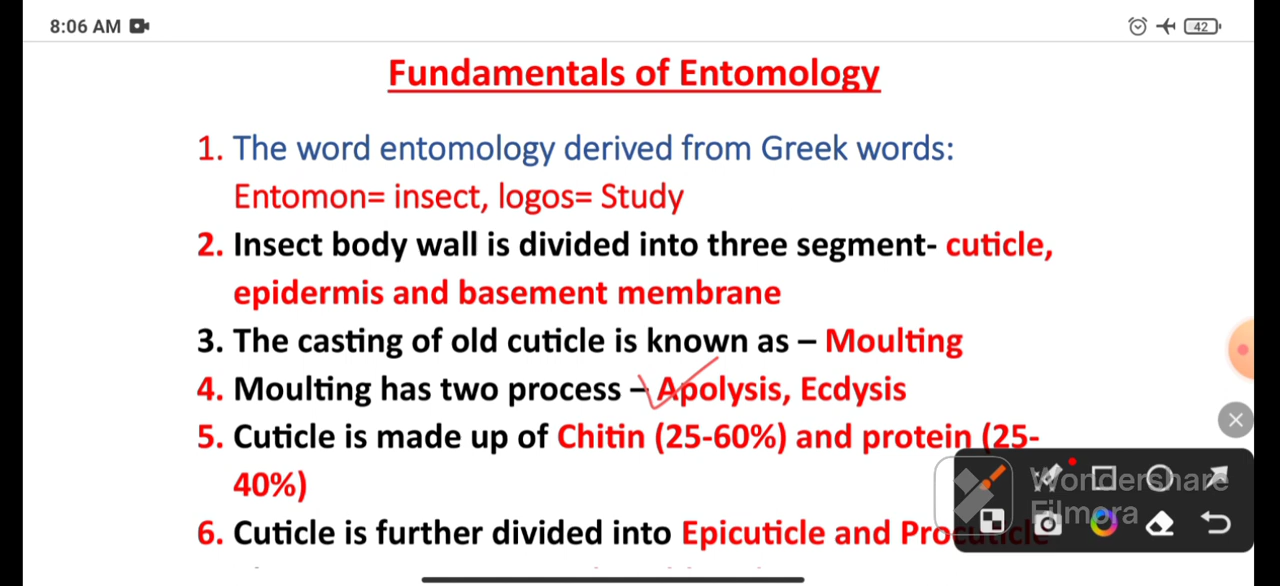 8:06 AM
42
Fundamentals of Entomology
1. The word entomology derived from Greek words:
Entomon= insect, logos= Study
2. Insect body wall is divided into three segment- cuticle,
epidermis and basement membrane
3. The casting of old cuticle is known as – Moulting
4. Moulting has two process – Apolysis, Ecdysis
5. Cuticle is made up of Chitin (25-60%) and protein (25-
40%)
6. Cuticle is further divided into Epicuticle and Procuticle
Wondershare
Filmora